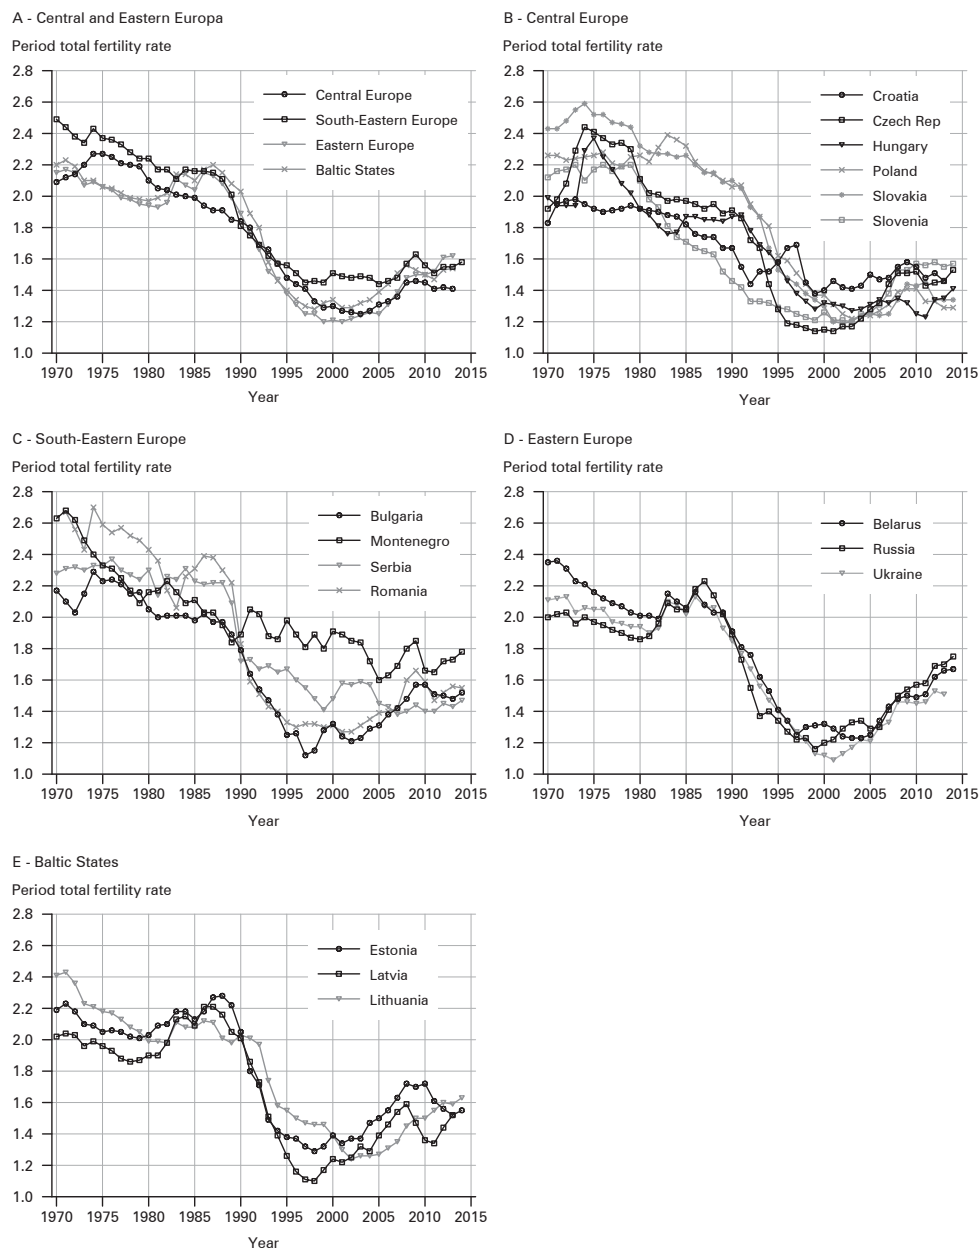 A - Central and Eastern Europa
Period total fertility rate
2.8
2.6
2.4
2.2
2.0
1.8
1.6
1.4
1.2
1.0
Central Europe
South-Eastern Europe
Eastern Europe
Baltic States
1970 1975 1980 1985 1990 1995 2000 2005 2010 2015
Year
B - Central Europe
Period total fertility rate
2.8
2.6
2.4
2.2
2.0
1.8
1.6
1.4
1.2
1.0
Croatia
Czech Rep
Hungary
Poland
Slovakia
Slovenia
1970 1975 1980 1985 1990 1995 2000 2005 2010 2015
Year
C - South-Eastern Europe
Period total fertility rate
2.8
2.6
2.4
2.2
2.0
1.8
1.6
1.4
1.2
1.0
Bulgaria
Montenegro
Serbia
Romania
1970 1975 1980 1985 1990 1995 2000 2005 2010 2015
Year
D - Eastern Europe
Period total fertility rate
2.8
2.6
2.4
2.2
2.0
1.8
1.6
1.4
1.2
1.0
Belarus
Russia
Ukraine
1970 1975 1980 1985 1990 1995 2000 2005 2010 2015
Year
E - Baltic States
Period total fertility rate
2.8
2.6
2.4
2.2
2.0
1.8
1.6
1.4
1.2
1.0
Estonia
Latvia
Lithuania
1970 1975 1980 1985 1990 1995 2000 2005 2010 2015
Year